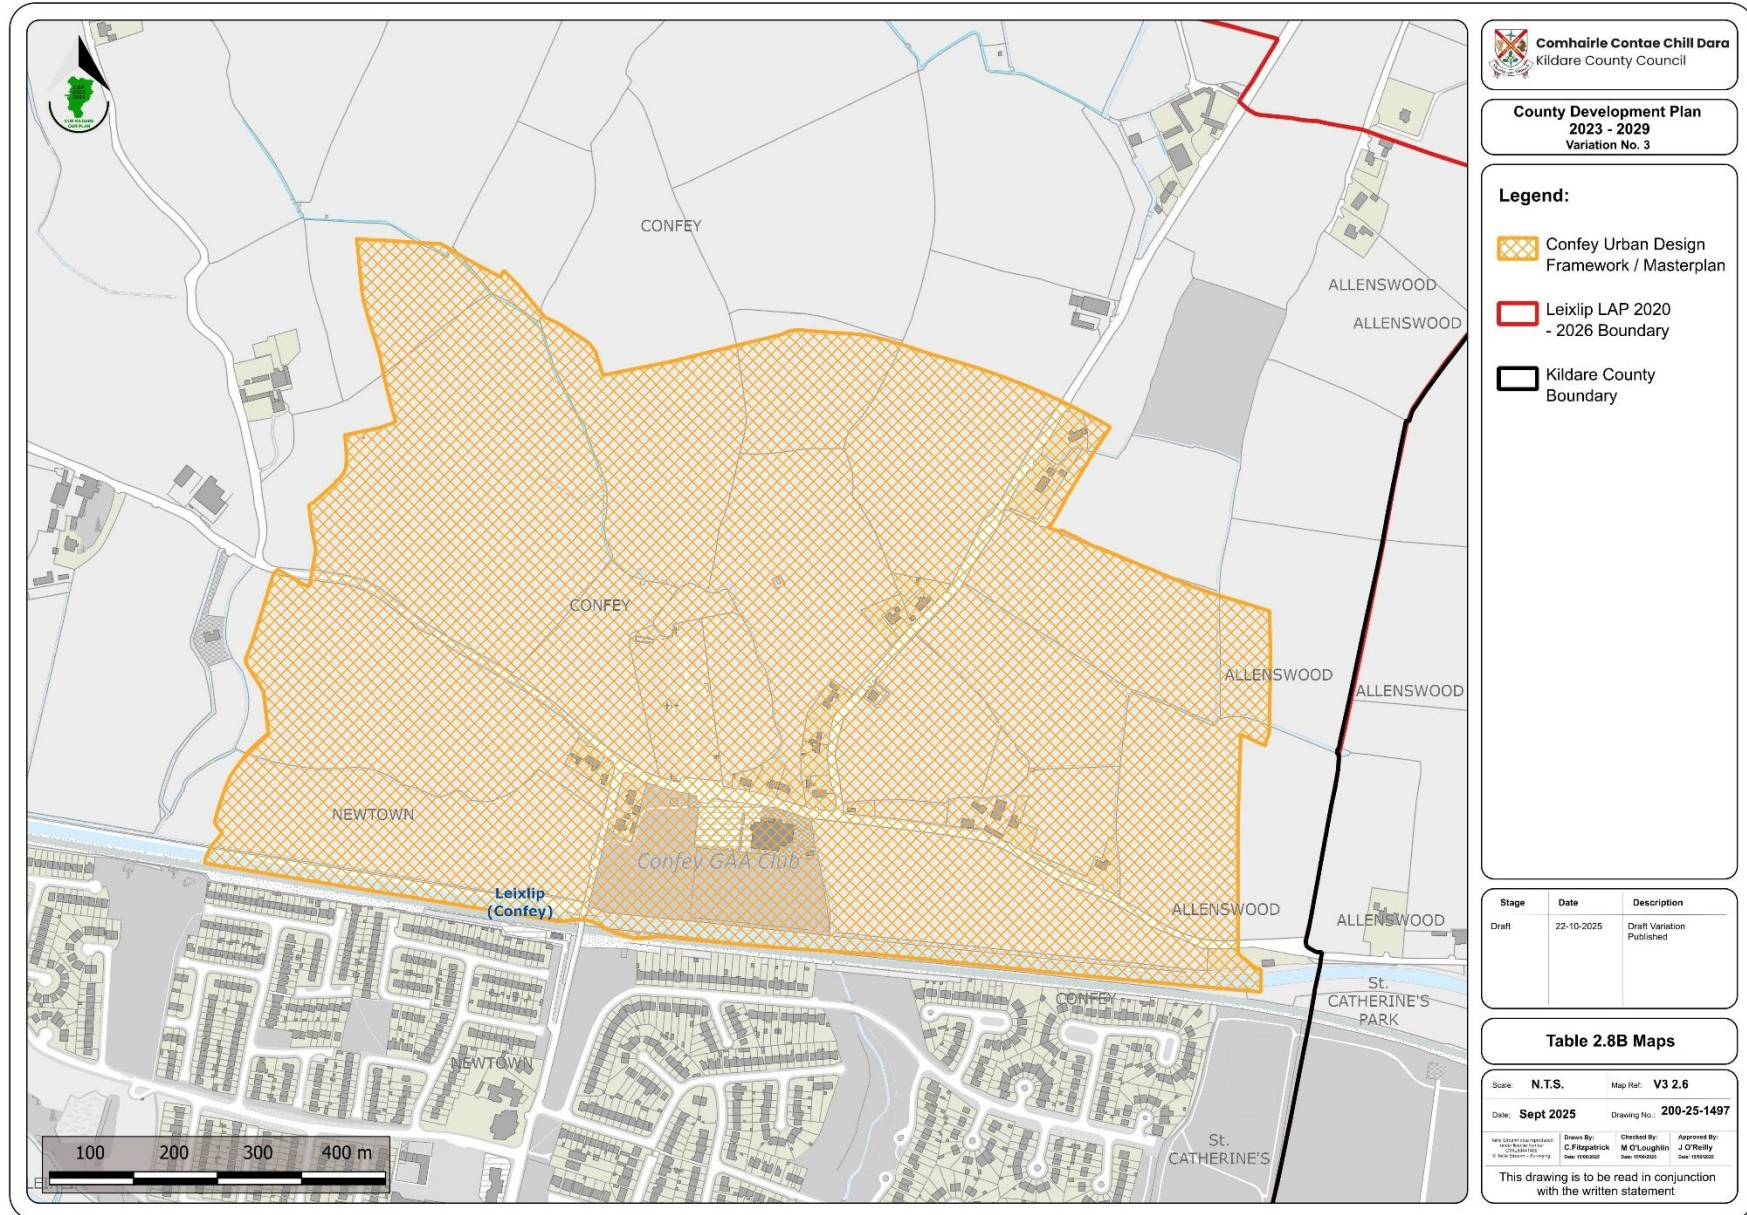 CONFEY
ALLENSWOOD
ALLENSWOOD
CONFEY
ALLENSWOOD
ALLENSWOOD
NEWTOWN
Confey GAA Club
Leixlip
(Confey)
ALLENSWOOD
ALLENSWOOD
St.
CATHERINE'S
PARK
CONFEY
NEWTOWN
St.
CATHERINE'S
100 200 300 400 m
Comhairle Contae Chill Dara
Kildare County Council
County Development Plan
2023 - 2029
Variation No. 3
Legend:
Confey Urban Design
Framework / Masterplan
Leixlip LAP 2020
- 2026 Boundary
Kildare County
Boundary
Stage Date Description
Draft 22-10-2025 Draft Variation
Published
Table 2.8B Maps
Scale: N.T.S. Map Ref: V3 2.6
Date: Sept 2025 Drawing No.: 200-25-1497
Drawn By: Checked By: Approved By:
C.Fitzpatrick M O'Loughlin J O'Reilly
This drawing is to be read in conjunction
with the written statement